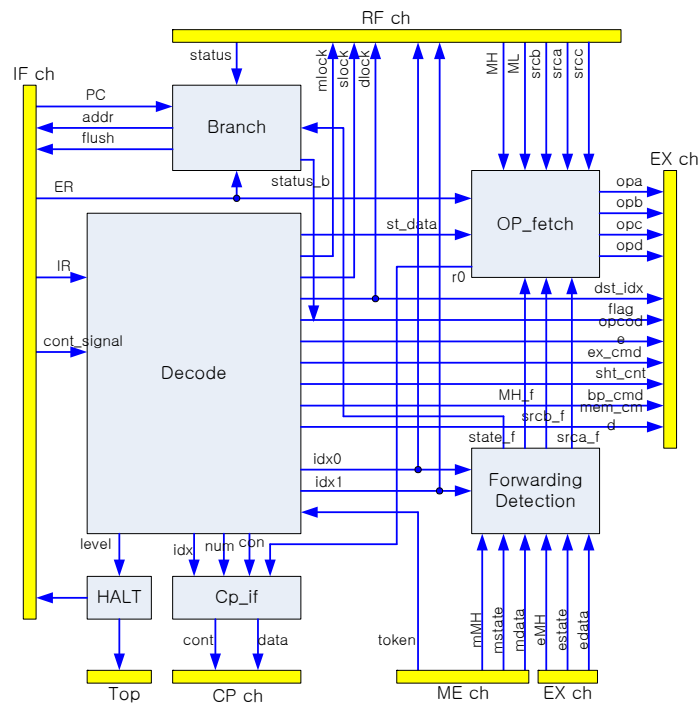 RF ch
status
mlock
slock
dlock
MH
ML
srcb
srca
srcc
IF ch
PC
addr
flush
Branch
status_b
EX ch
ER
opa
opb
opc
opd
OP_fetch
st_data
r0
IR
dst_idx
flag
opcod
e
cont_signal
Decode
ex_cmd
sht_cnt
MH_f
bp_cmd
mem_cm
d
srcb_f
state_f
srca_f
idx0
idx1
Forwarding
Detection
level
idx
num
con
HALT
Cp_if
cont
data
token
mMH
mstate
mdata
eMH
estate
edata
Top
CP ch
ME ch
EX ch